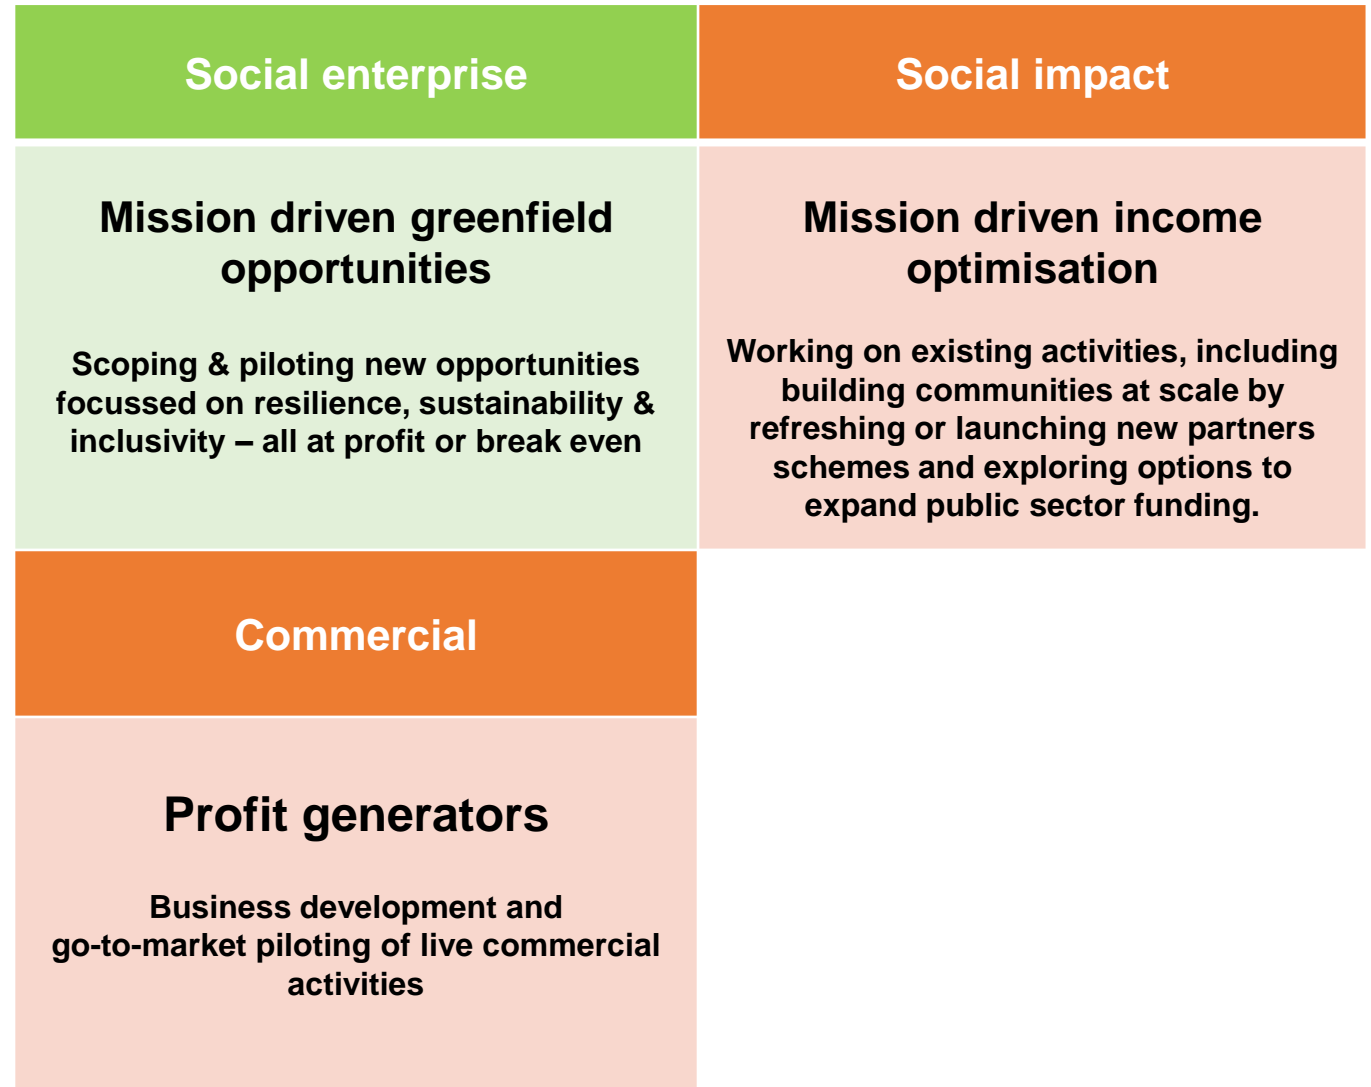 Social enterprise
Mission driven greenfield
opportunities
Scoping & piloting new opportunities
focussed on resilience, sustainability &
inclusivity – all at profit or break even
Social impact
Mission driven income
optimisation
Working on existing activities, including
building communities at scale by
refreshing or launching new partners
schemes and exploring options to
expand public sector funding.
Commercial
Profit generators
Business development and
go-to-market piloting of live commercial
activities